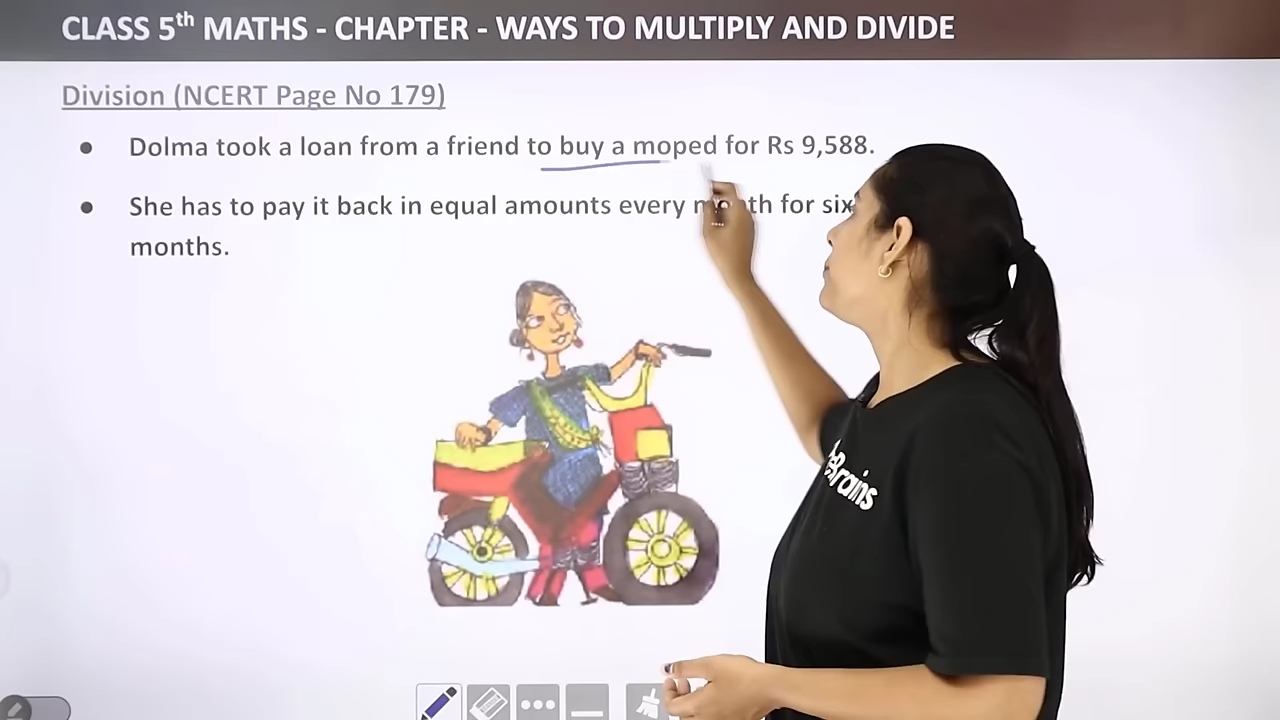 CLASS 5th MATHS - CHAPTER - WAYS TO MULTIPLY AND DIVIDE
Division (NCERT Page No 179)
● Dolma took a loan from a friend to buy a moped for Rs 9,588.
● She has to pay it back in equal amounts every month for six
months.
Brains